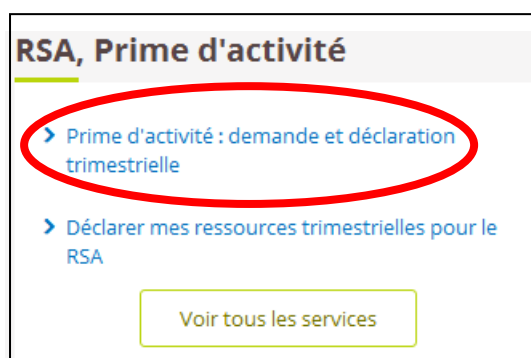 RSA, Prime d'activité
Prime d'activité : demande et déclaration
trimestrielle
Déclarer mes ressources trimestrielles pour le
RSA
Voir tous les services